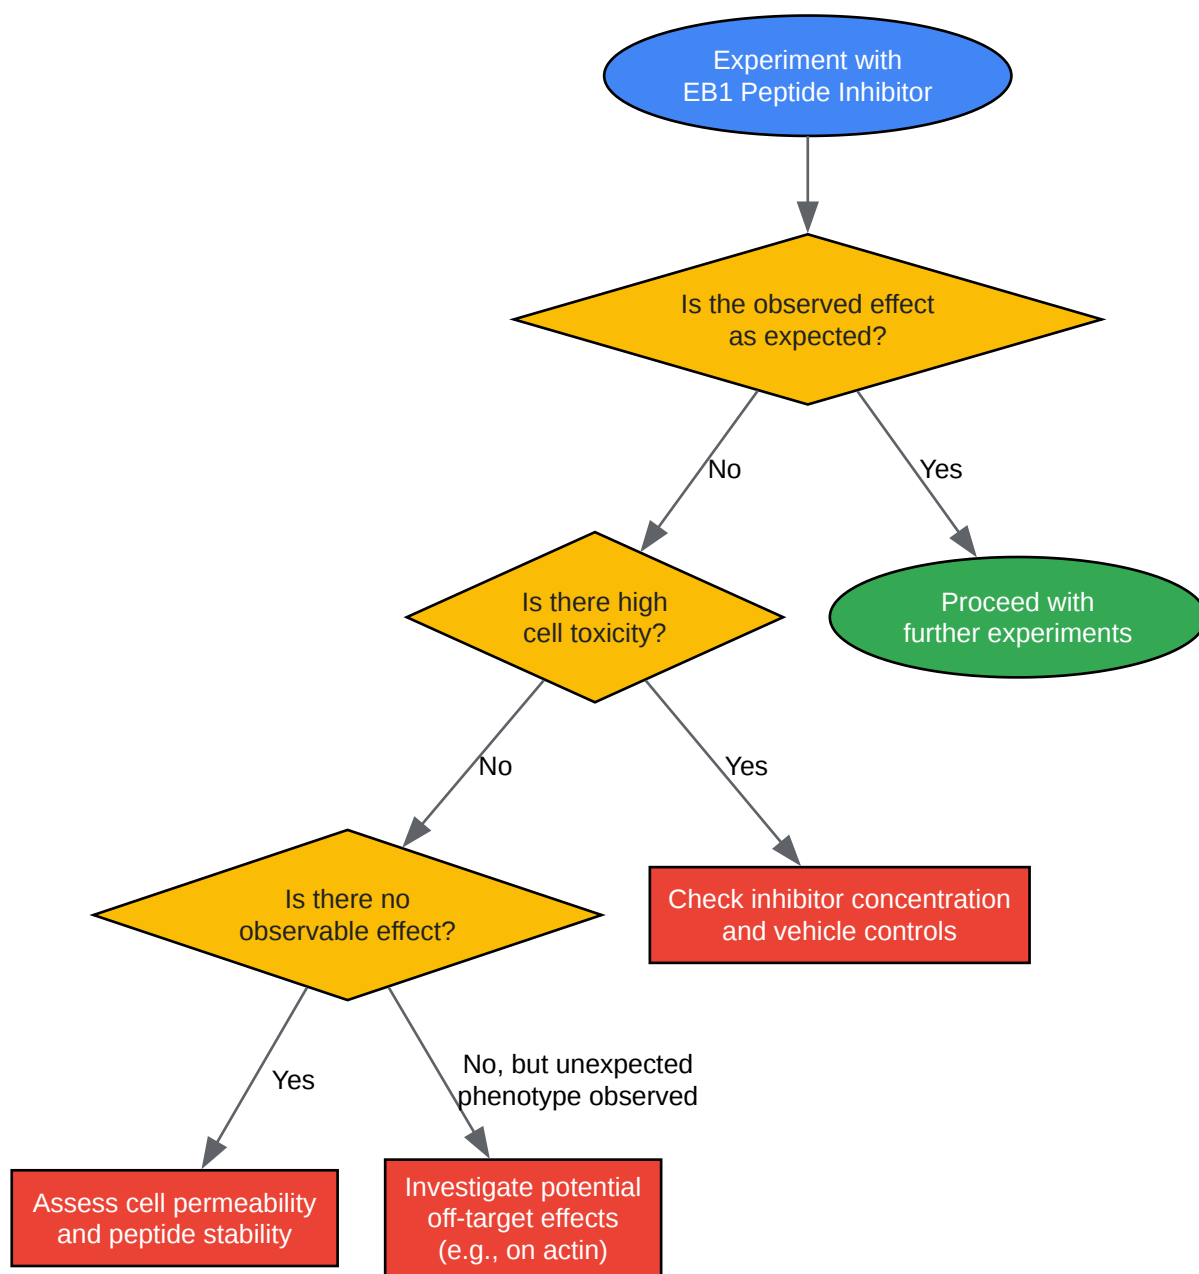 Experiment with
EB1 Peptide Inhibitor
Is the observed effect
as expected?
No
Yes
Is there high
cell toxicity?
Proceed with
further experiments
No
Yes
Is there no
observable effect?
Check inhibitor concentration
and vehicle controls
Yes
No, but unexpected
phenotype observed
Assess cell permeability
and peptide stability
Investigate potential
off-target effects
(e.g., on actin)